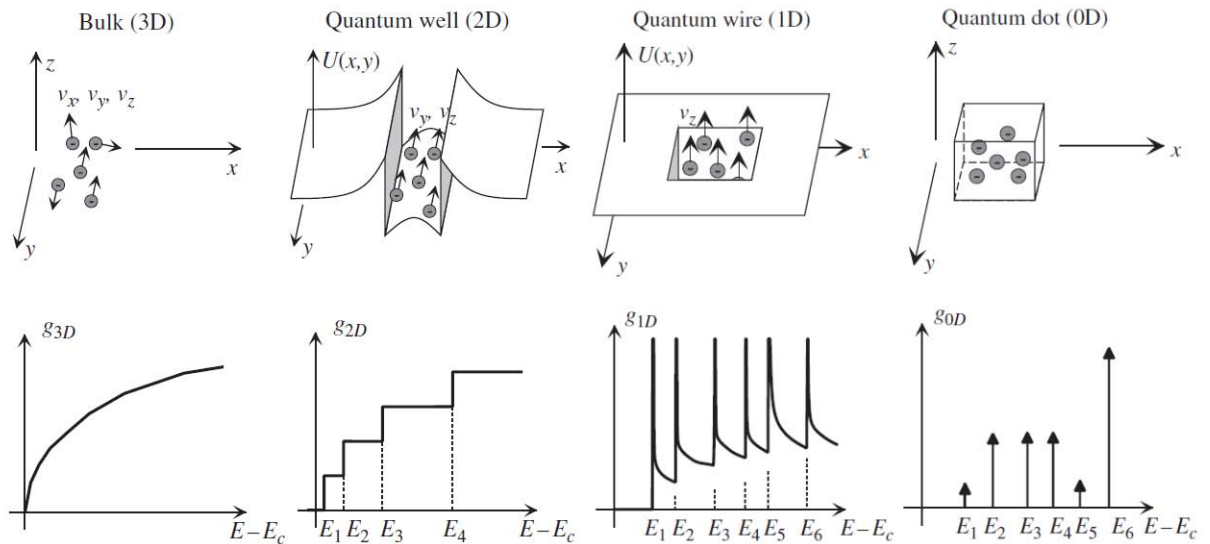 Bulk (3D)
Quantum well (2D)
Quantum wire (1D)
Quantum dot (0D)
z
v_x, v_y, v_z
x
y
U(x,y)
v_y, v_z
x
y
U(x,y)
v_z
x
y
z
x
y
g_3D
E−E_c
g_2D
E_1 E_2 E_3 E_4 E−E_c
g_1D
E_1 E_2 E_3 E_4 E_5 E_6 E−E_c
g_0D
E_1 E_2 E_3 E_4 E_5 E_6 E−E_c